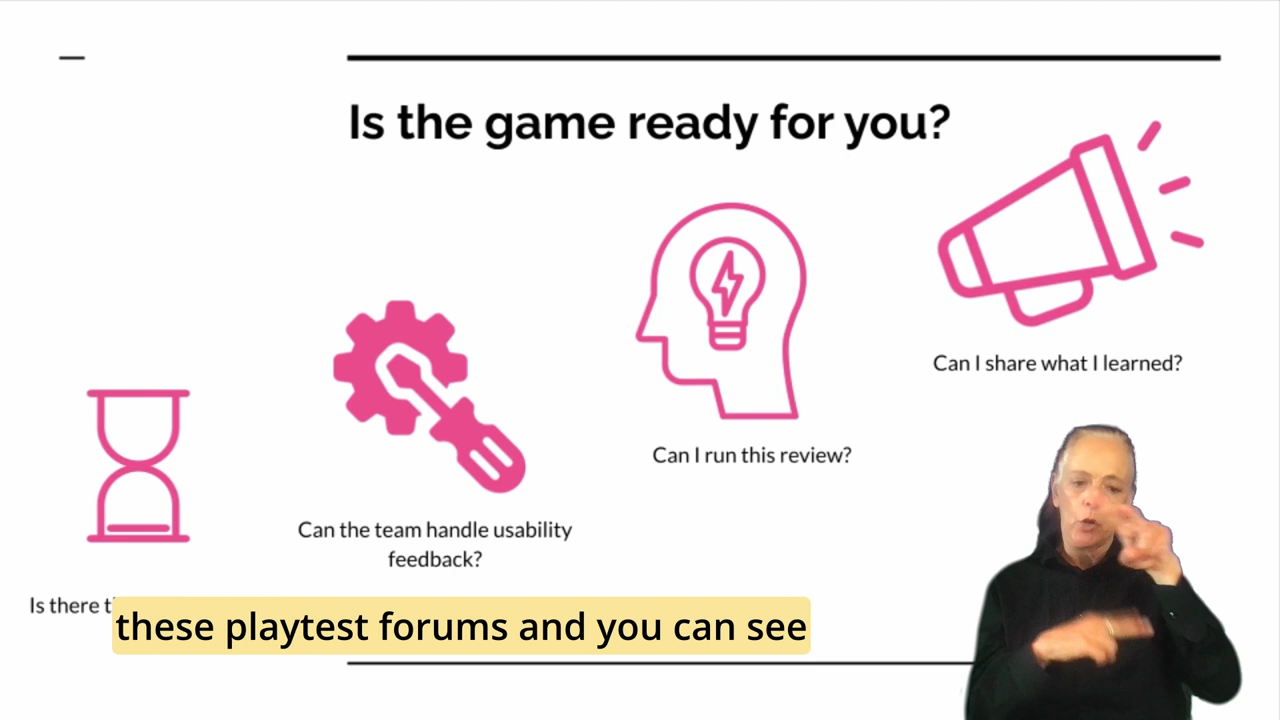 Is the game ready for you?
Can I share what I learned?
Can I run this review?
Can the team handle usability
feedback?
Is there
these playtest forums and you can see